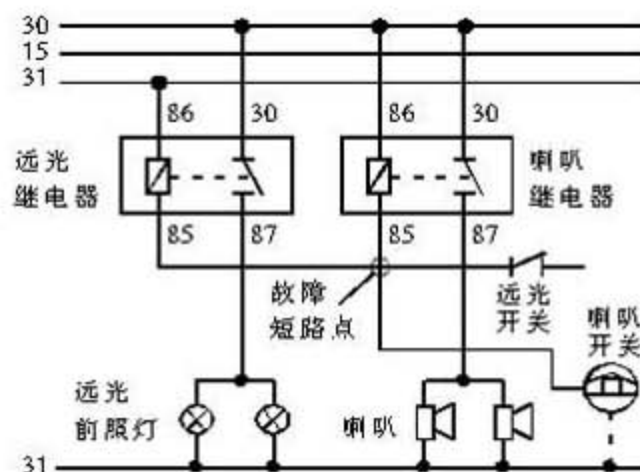 30
15
31
86 30 86 30
远光
继电器
喇叭
继电器
85 87 85 87
故障
短路点
远光
开关
喇叭
开关
远光
前照灯
喇叭
31